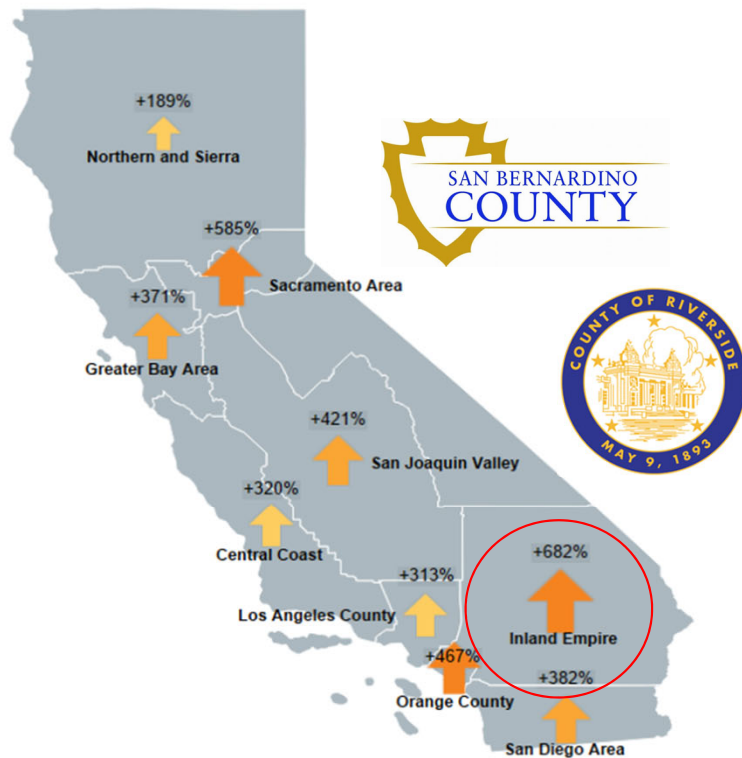 +189%
Northern and Sierra
SAN BERNARDINO
COUNTY
+585%
Sacramento Area
+371%
Greater Bay Area
COUNTY OF RIVERSIDE
MAY 9, 1893
+421%
San Joaquin Valley
+320%
Central Coast
+313%
Los Angeles County
+682%
Inland Empire
+467%
Orange County
+382%
San Diego Area